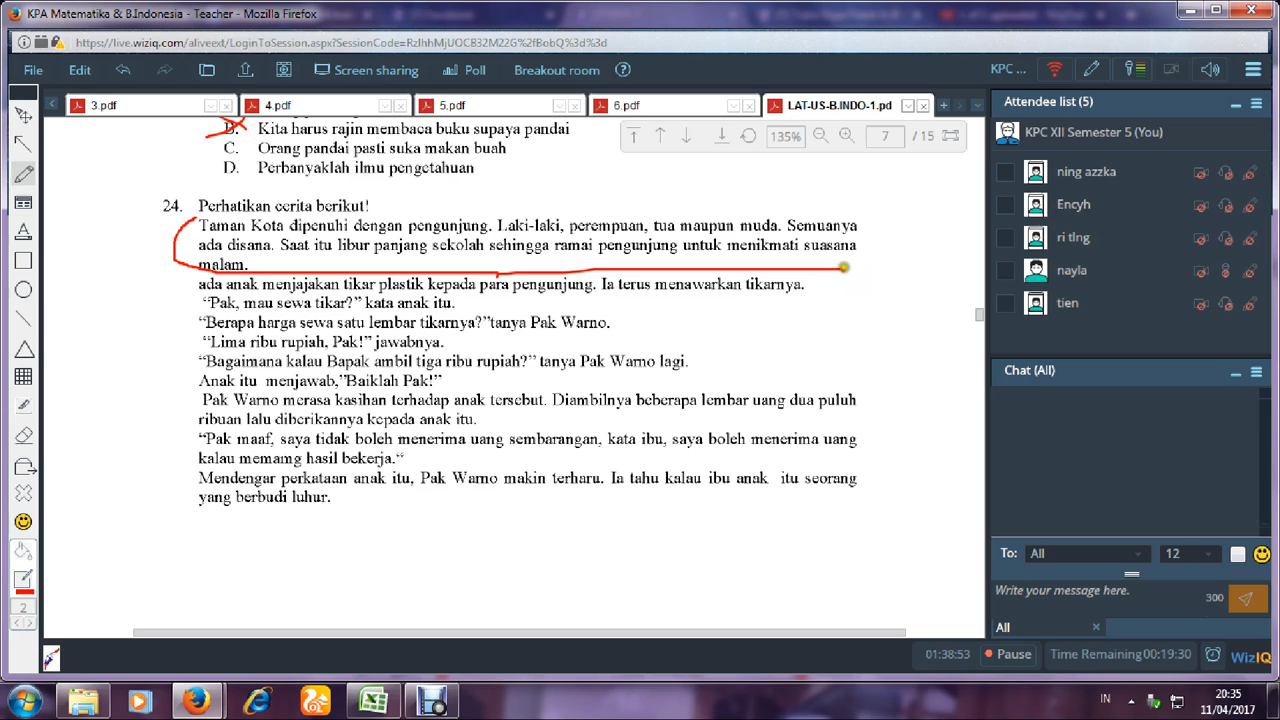 KPA Matematika & B.Indonesia - Teacher - Mozilla Firefox
https://live.wiziq.com/aliveext/LoginToSession.aspx?SessionCode=RzIhhMjUOCB32M22G%2fBobQ%3d%3d
File Edit Screen sharing Poll Breakout room KPC ...
3.pdf 4.pdf 5.pdf 6.pdf LAT-US-B.INDO-1.pd
135% 7 / 15
B. Kita harus rajin membaca buku supaya pandai
C. Orang pandai pasti suka makan buah
D. Perbanyaklah ilmu pengetahuan
24. Perhatikan cerita berikut!
Taman Kota dipenuhi dengan pengunjung. Laki-laki, perempuan, tua maupun muda. Semuanya
ada disana. Saat itu libur panjang sekolah sehingga ramai pengunjung untuk menikmati suasana
malam.
ada anak menjajakan tikar plastik kepada para pengunjung. Ia terus menawarkan tikarnya.
“Pak, mau sewa tikar?” kata anak itu.
“Berapa harga sewa satu lembar tikarnya?”tanya Pak Warno.
“Lima ribu rupiah, Pak!” jawabnya.
“Bagaimana kalau Bapak ambil tiga ribu rupiah?” tanya Pak Warno lagi.
Anak itu menjawab,”Baiklah Pak!”
Pak Warno merasa kasihan terhadap anak tersebut. Diambilnya beberapa lembar uang dua puluh
ribuan lalu diberikannya kepada anak itu.
“Pak maaf, saya tidak boleh menerima uang sembarangan, kata ibu, saya boleh menerima uang
kalau memamg hasil bekerja.“
Mendengar perkataan anak itu, Pak Warno makin terharu. Ia tahu kalau ibu anak itu seorang
yang berbudi luhur.
2
Attendee list (5)
KPC XII Semester 5 (You)
ning azzka
Encyh
ri tlng
nayla
tien
Chat (All)
To: All 12
Write your message here. 300
All
01:38:53 Pause Time Remaining 00:19:30 WizIQ
IN 20:35
11/04/2017